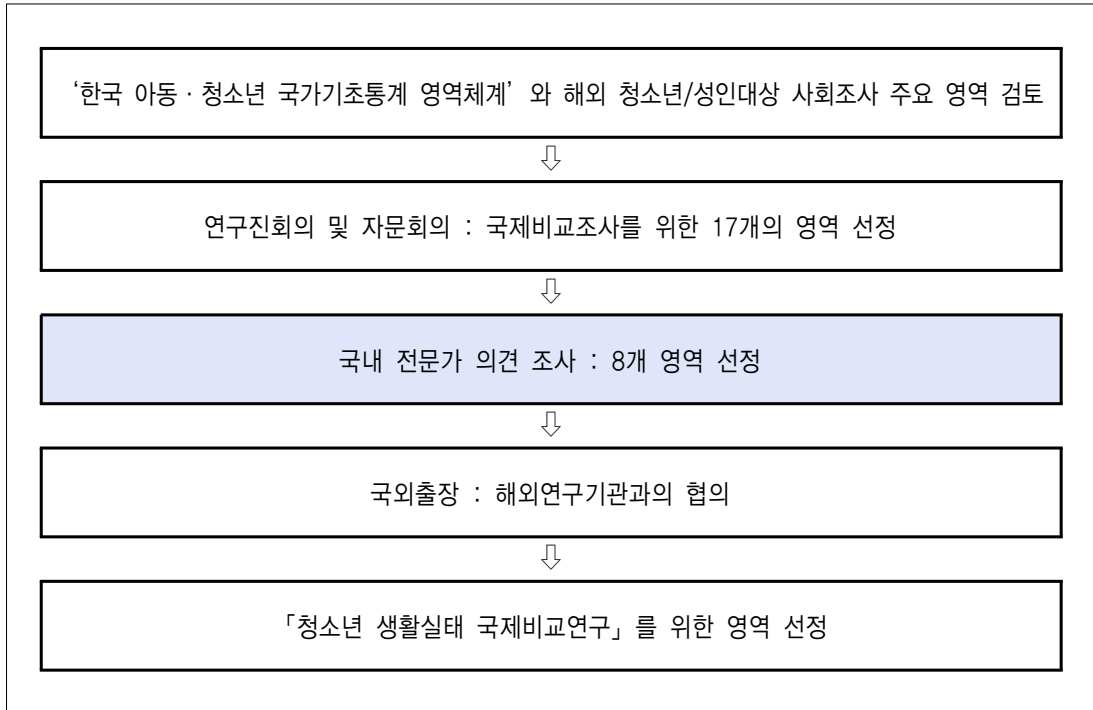 ‘한국 아동 · 청소년 국가기초통계 영역체계’ 와 해외 청소년/성인대상 사회조사 주요 영역 검토
연구진회의 및 자문회의 : 국제비교조사를 위한 17개의 영역 선정
국내 전문가 의견 조사 : 8개 영역 선정
국외출장 : 해외연구기관과의 협의
「청소년 생활실태 국제비교연구」를 위한 영역 선정